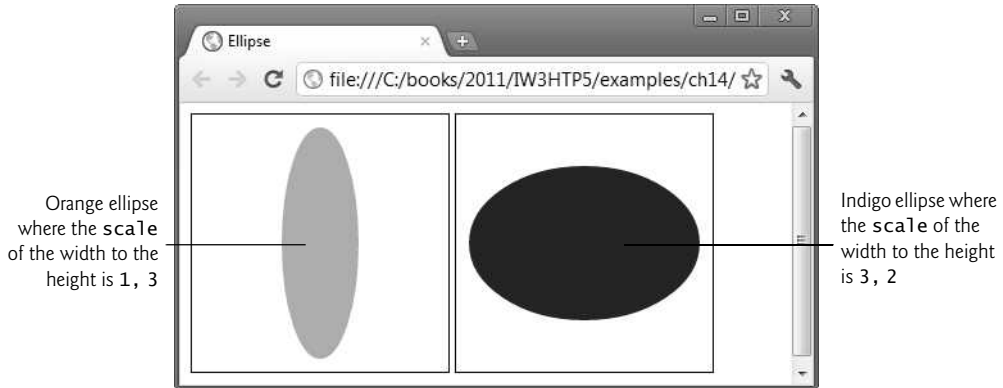 Ellipse
file:///C:/books/2011/IW3HTP5/examples/ch14/
Orange ellipse
where the scale
of the width to the
height is 1, 3
Indigo ellipse where
the scale of the
width to the height
is 3, 2